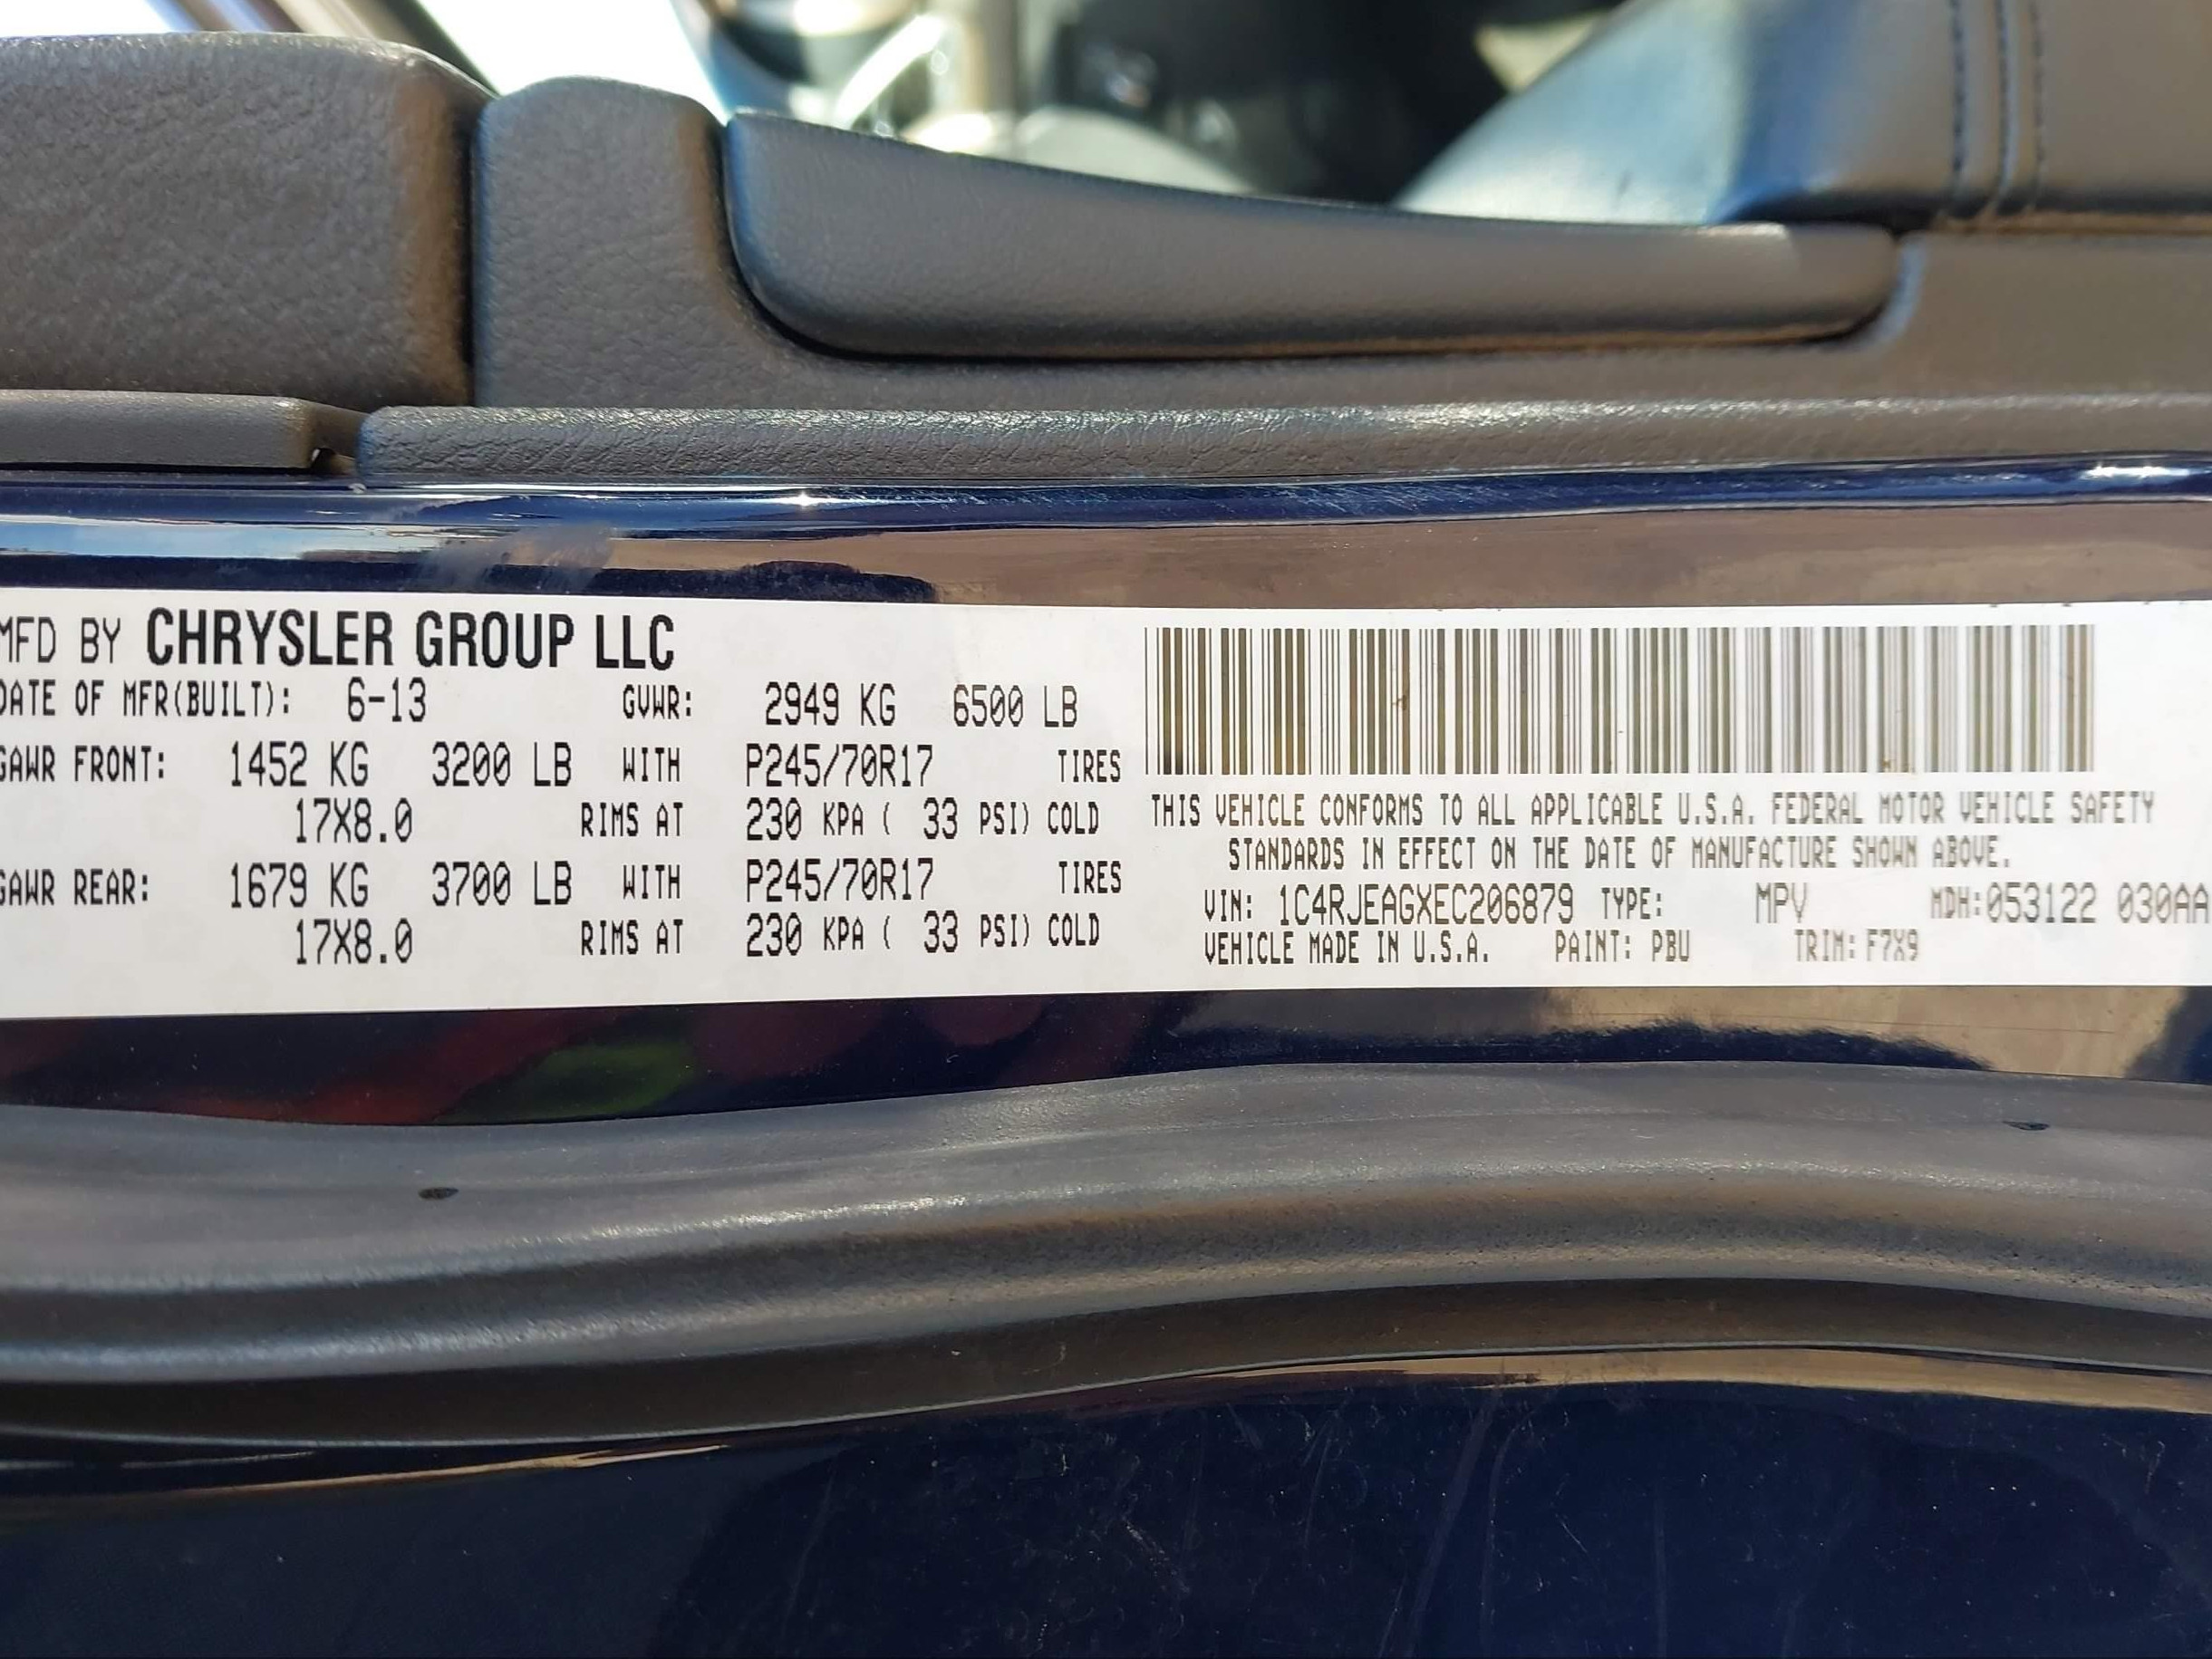 MFD BY CHRYSLER GROUP LLC
DATE OF MFR(BUILT): 6-13 GVWR: 2949 KG 6500 LB
GAWR FRONT: 1452 KG 3200 LB WITH P245/70R17 TIRES
17X8.0 RIMS AT 230 KPA ( 33 PSI) COLD
GAWR REAR: 1679 KG 3700 LB WITH P245/70R17 TIRES
17X8.0 RIMS AT 230 KPA ( 33 PSI) COLD
THIS VEHICLE CONFORMS TO ALL APPLICABLE U.S.A. FEDERAL MOTOR VEHICLE SAFETY
STANDARDS IN EFFECT ON THE DATE OF MANUFACTURE SHOWN ABOVE.
VIN: 1C4RJEAGXEC206879 TYPE: MPV MDH:053122 030AA
VEHICLE MADE IN U.S.A. PAINT: PBU TRIM: F7X9